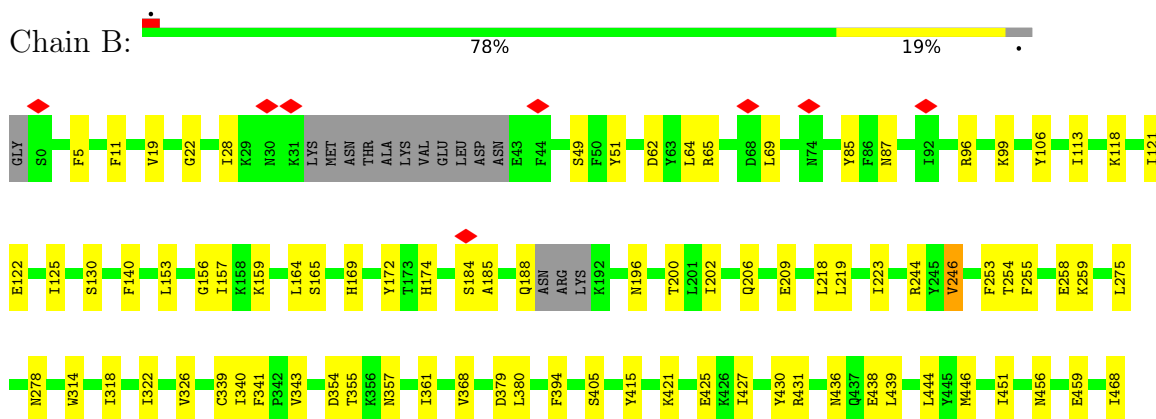 Chain B:
78% 19% •
GLY S0 F5 F11 V19 G22 I28 K29 N30 K31 LYS MET ASN THR ALA LYS VAL GLU LEU ASP ASN E43 F44 S49 F50 Y51 D62 Y63 L64 R65 D68 L69 N74 Y85 F86 N87 I92 R96 K99 Y106 I113 K118 I121
E122 I125 S130 F140 L153 G156 I157 K158 K159 L164 S165 H169 Y172 T173 H174 S184 A185 Q188 ASN ARG LYS K192 N196 T200 L201 I202 Q206 E209 L218 L219 I223 R244 Y245 V246 F253 T254 F255 E258 K259 L275
N278 W314 I318 I322 V326 C339 I340 F341 P342 V343 D354 T355 K356 N357 I361 V368 D379 L380 F394 S405 Y415 K421 E425 K426 I427 Y430 R431 N436 Q437 E438 L439 L444 Y445 M446 I451 N456 E459 I468